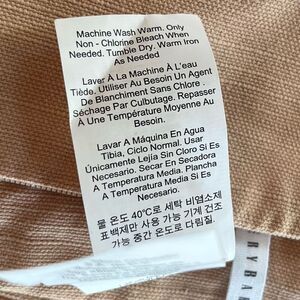 Machine Wash Warm. Only
Non - Chlorine Bleach When
Needed. Tumble Dry. Warm Iron
As Needed
Laver À La Machine À L'eau
Tiède. Utiliser Au Besoin Un Agent
De Blanchiment Sans Chlore .
Séchage Par Culbutage. Repasser
À Une Température Moyenne Au
Besoin.
Lavar A Máquina En Agua
Tibia, Ciclo Normal. Usar
Únicamente Lejía Sin Cloro Si Es
Necesario. Secar En Secadora
A Temperatura Media. Plancha
A Temperatura Media Si Es
Necesario.
물 온도 40℃로 세탁 비염소제
표백제만 사용 가능 기계 건조
가능 중간 온도로 다림질.